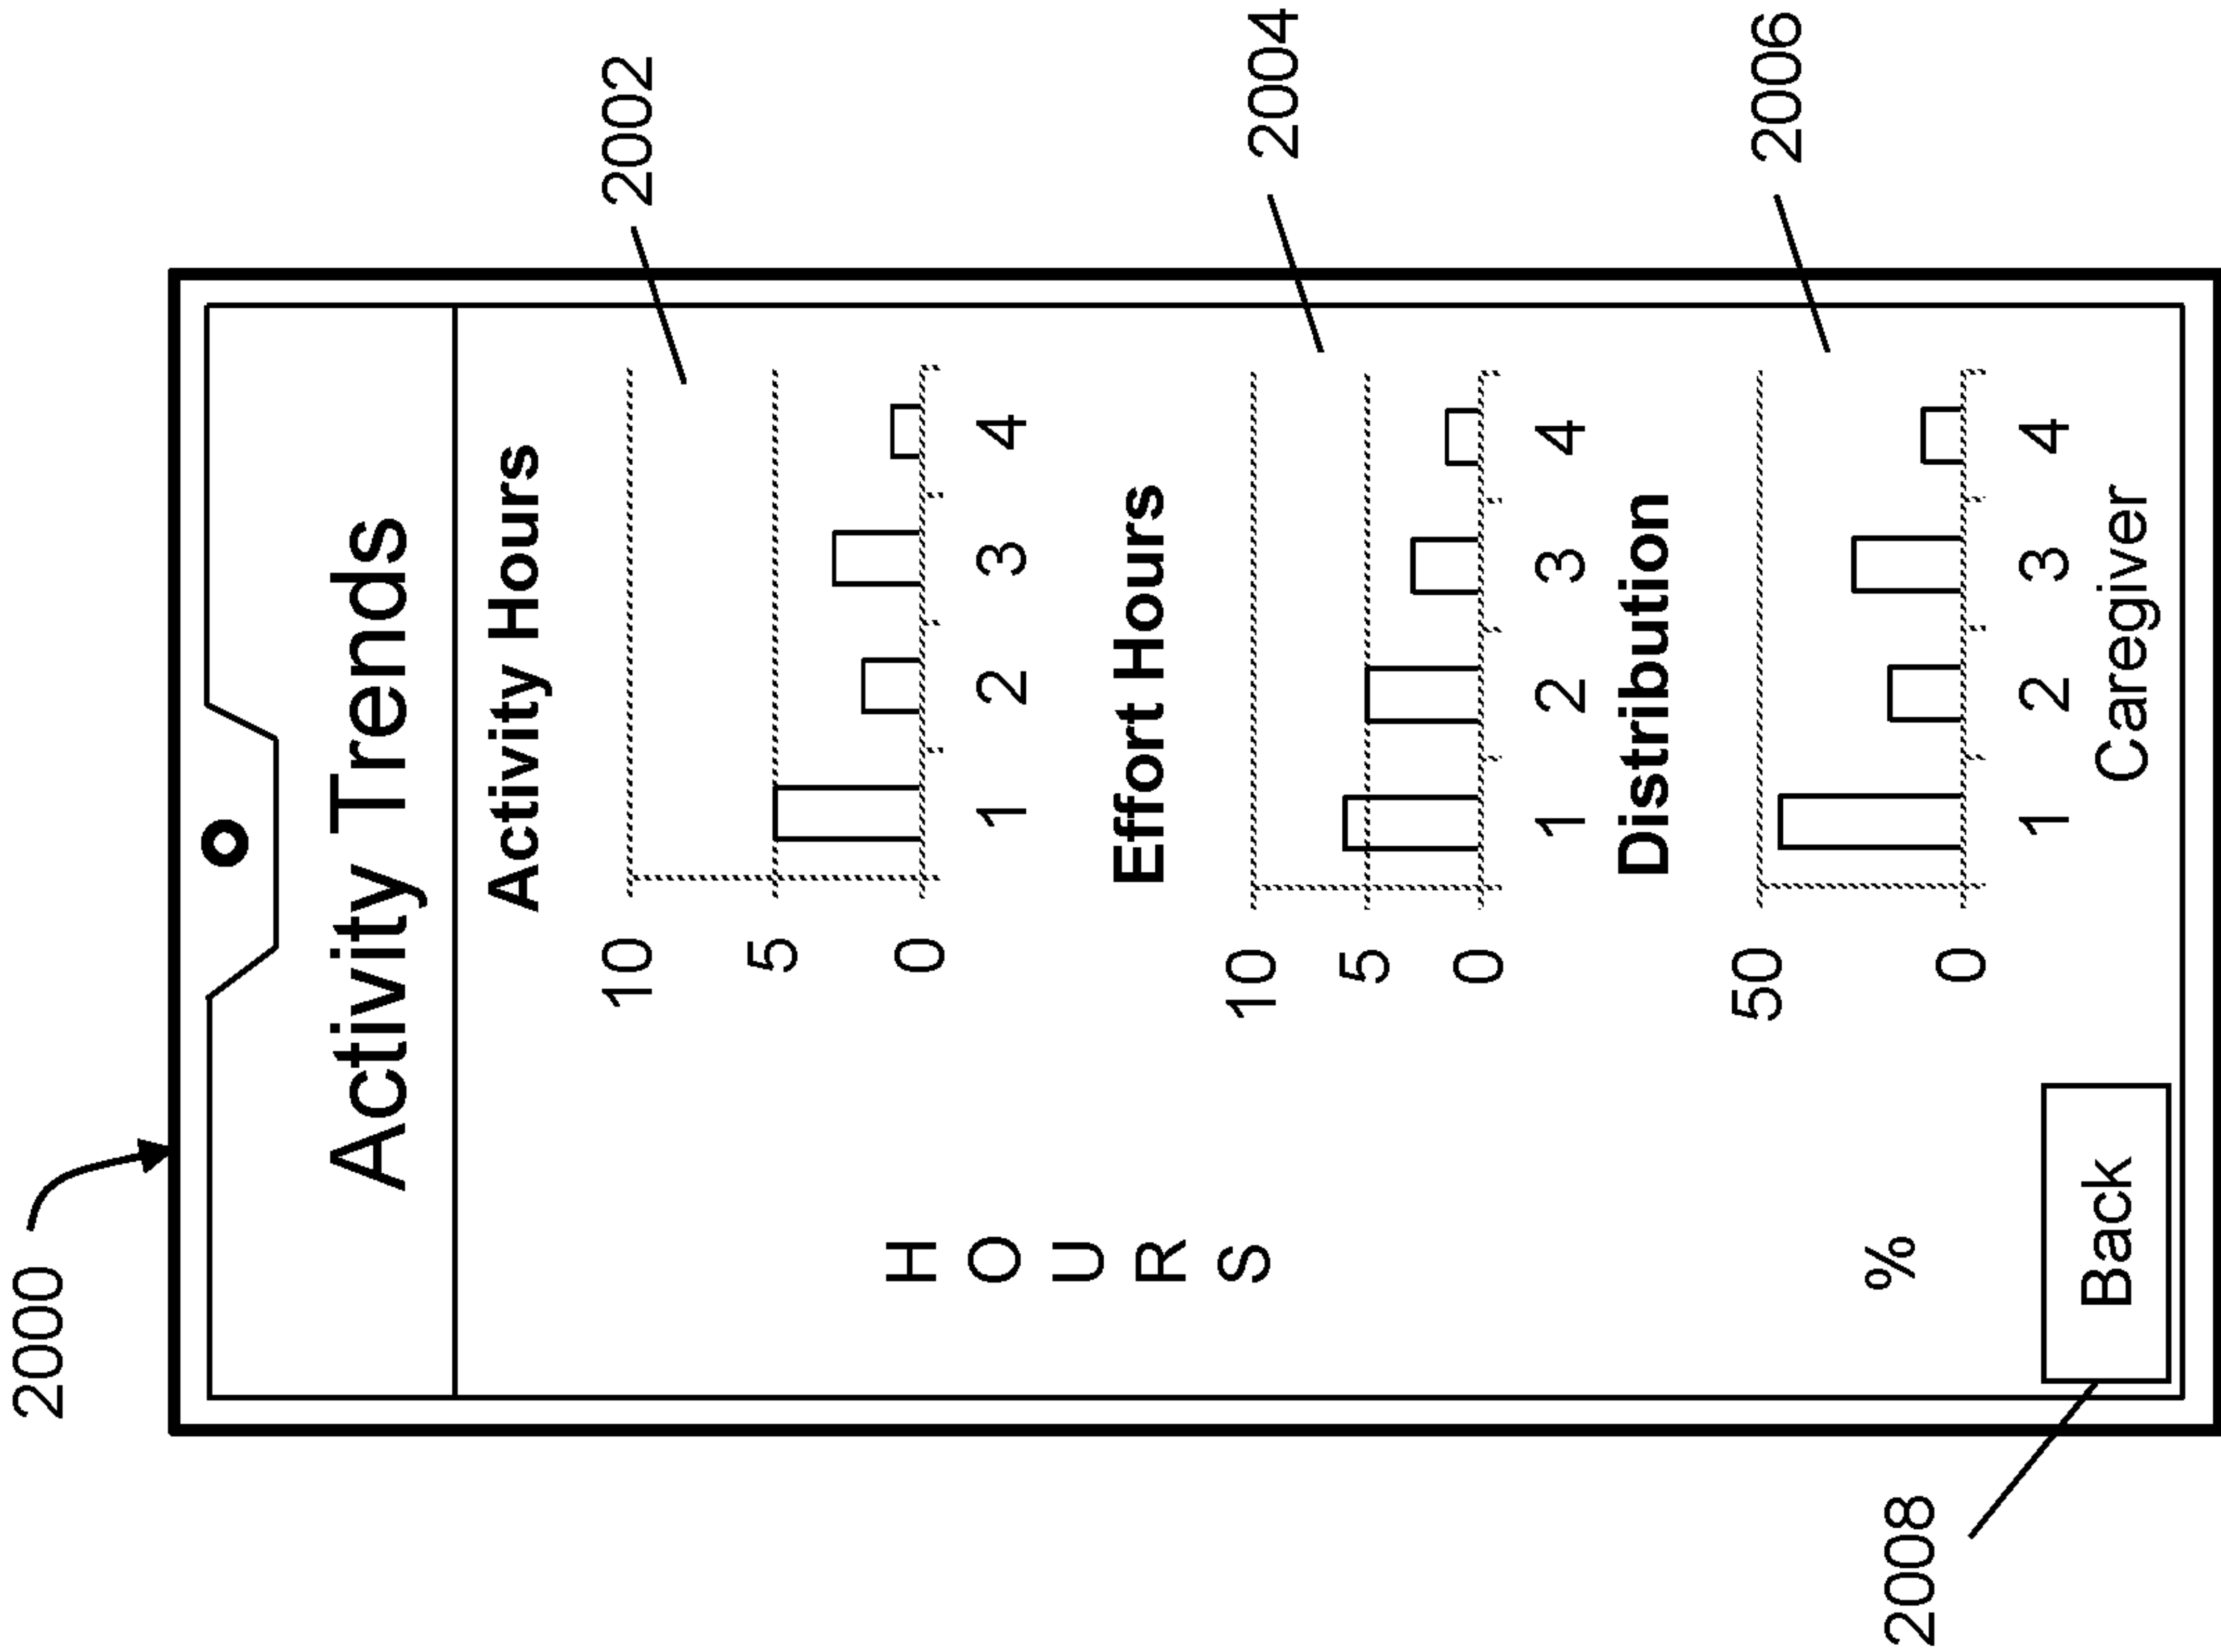 2000
Activity Trends
Activity Hours
10
5
0
1 2 3 4
2002
HOURS
Effort Hours
10
5
0
1 2 3 4
2004
Distribution
50
0
%
1 2 3 4
2006
Caregiver
Back
2008